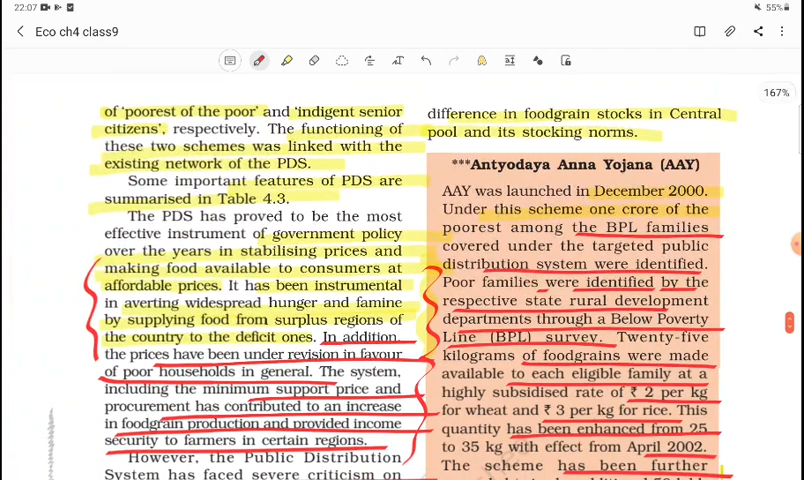 22:07
55%
Eco ch4 class9
167%
of ‘poorest of the poor’ and ‘indigent senior
citizens’, respectively. The functioning of
these two schemes was linked with the
existing network of the PDS.
Some important features of PDS are
summarised in Table 4.3.
The PDS has proved to be the most
effective instrument of government policy
over the years in stabilising prices and
making food available to consumers at
affordable prices. It has been instrumental
in averting widespread hunger and famine
by supplying food from surplus regions of
the country to the deficit ones. In addition,
the prices have been under revision in favour
of poor households in general. The system,
including the minimum support price and
procurement has contributed to an increase
in foodgrain production and provided income
security to farmers in certain regions.
However, the Public Distribution
System has faced severe criticism on
difference in foodgrain stocks in Central
pool and its stocking norms.
***Antyodaya Anna Yojana (AAY)
AAY was launched in December 2000.
Under this scheme one crore of the
poorest among the BPL families
covered under the targeted public
distribution system were identified.
Poor families were identified by the
respective state rural development
departments through a Below Poverty
Line (BPL) survey. Twenty-five
kilograms of foodgrains were made
available to each eligible family at a
highly subsidised rate of ₹ 2 per kg
for wheat and ₹ 3 per kg for rice. This
quantity has been enhanced from 25
to 35 kg with effect from April 2002.
The scheme has been further